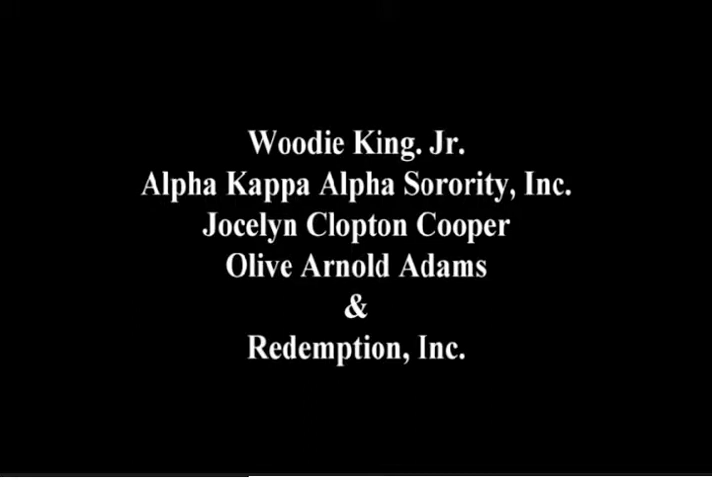 Woodie King. Jr.
Alpha Kappa Alpha Sorority, Inc.
Jocelyn Clopton Cooper
Olive Arnold Adams
&
Redemption, Inc.